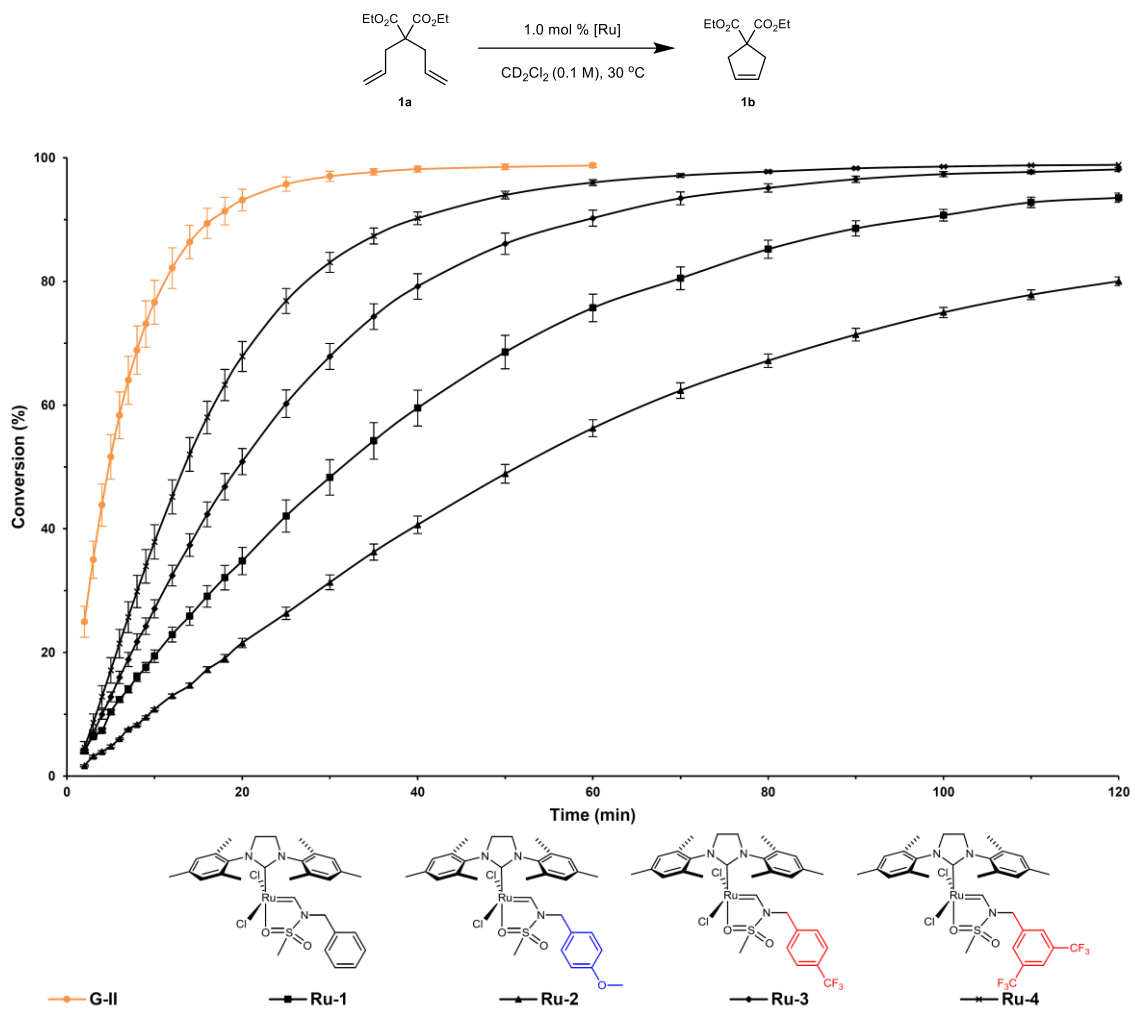 EtO₂C CO₂Et
1a
1.0 mol % [Ru]
CD₂Cl₂ (0.1 M), 30 °C
EtO₂C CO₂Et
1b
Conversion (%)
100
80
60
40
20
0
0 20 40 60 80 100 120
Time (min)
N N
Cl
Ru
Cl
N
O S O
N N
Cl
Ru
Cl
N
O S O
O
N N
Cl
Ru
Cl
N
O S O
CF₃
N N
Cl
Ru
Cl
N
O S O
CF₃
F₃C
G-II Ru-1 Ru-2 Ru-3 Ru-4